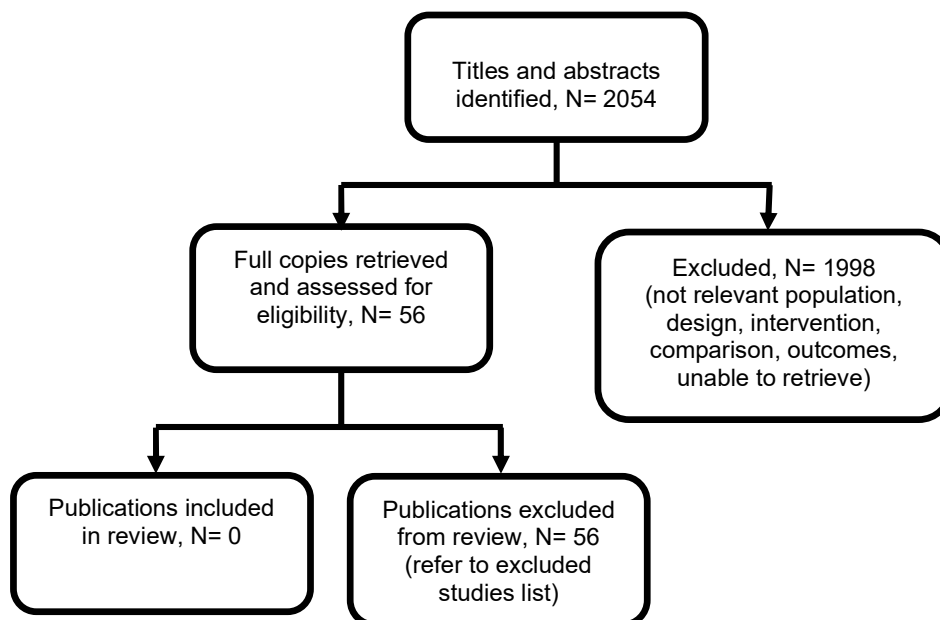 Titles and abstracts
identified, N= 2054
Full copies retrieved
and assessed for
eligibility, N= 56
Excluded, N= 1998
(not relevant population,
design, intervention,
comparison, outcomes,
unable to retrieve)
Publications included
in review, N= 0
Publications excluded
from review, N= 56
(refer to excluded
studies list)